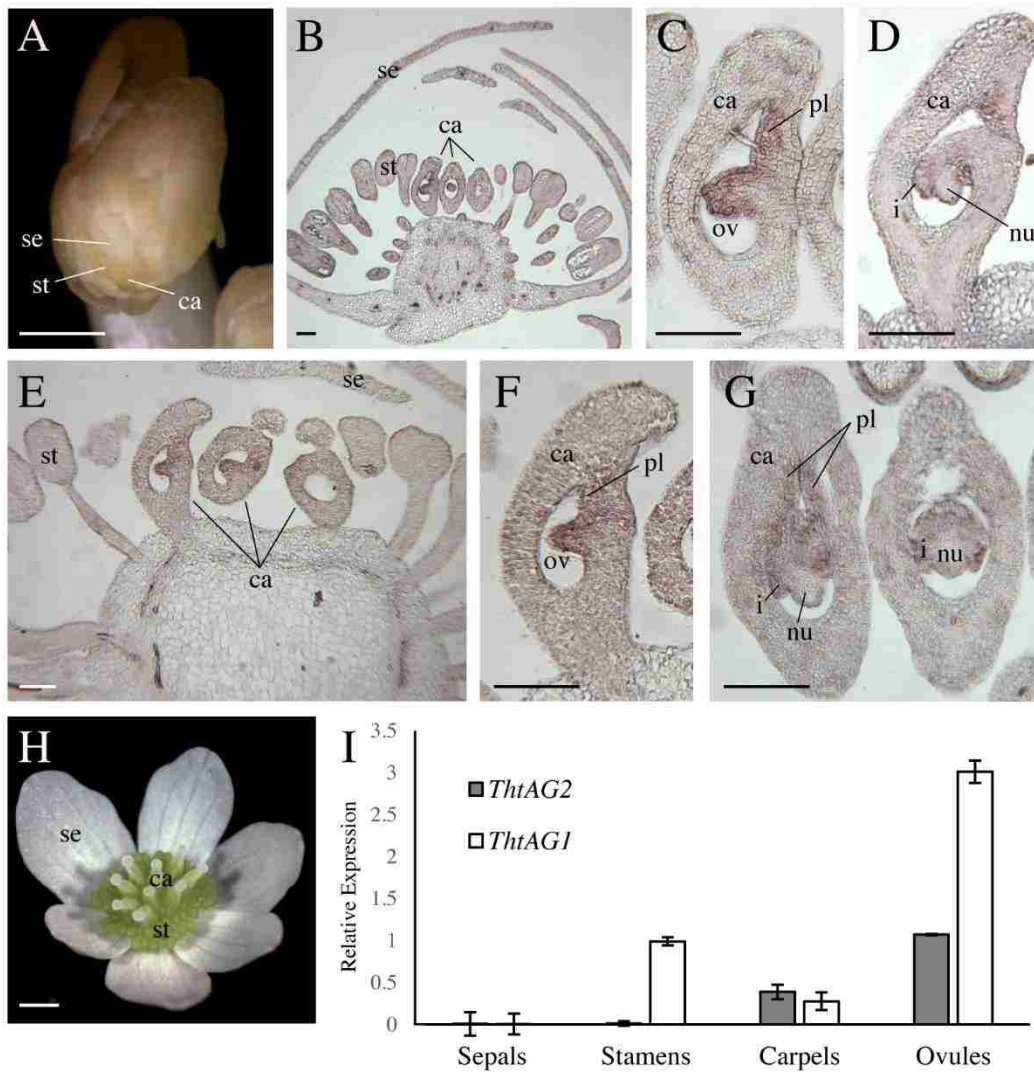 A
se
st
ca
B
se
ca
st
C
ca
pl
ov
D
ca
i
nu
E
se
st
ca
F
ca
pl
ov
G
pl
ca
i
nu
i
nu
H
se
ca
st
I
3.5
3
2.5
2
1.5
1
0.5
0
Relative Expression
ThtAG2
ThtAG1
Sepals Stamens Carpels Ovules